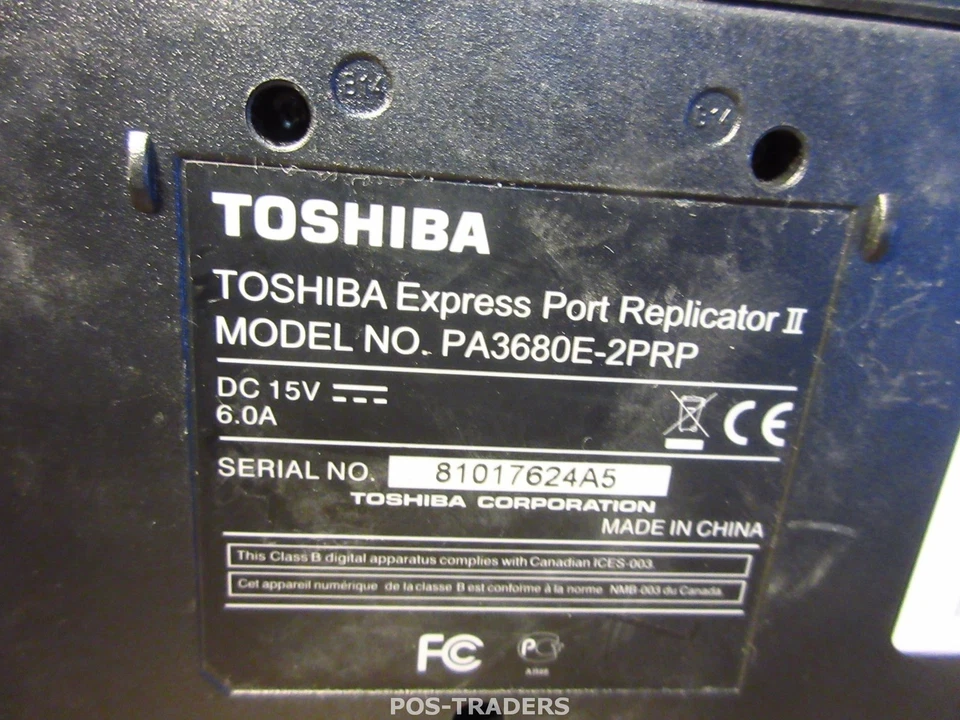 TOSHIBA
TOSHIBA Express Port Replicator II
MODEL NO. PA3680E-2PRP
DC 15V
6.0A
CE
SERIAL NO. 81017624A5
TOSHIBA CORPORATION
MADE IN CHINA
This Class B digital apparatus complies with Canadian ICES-003.
Cet appareil numérique de la classe B est conforme à la norme NMB-003 du Canada.
FC
POS-TRADERS